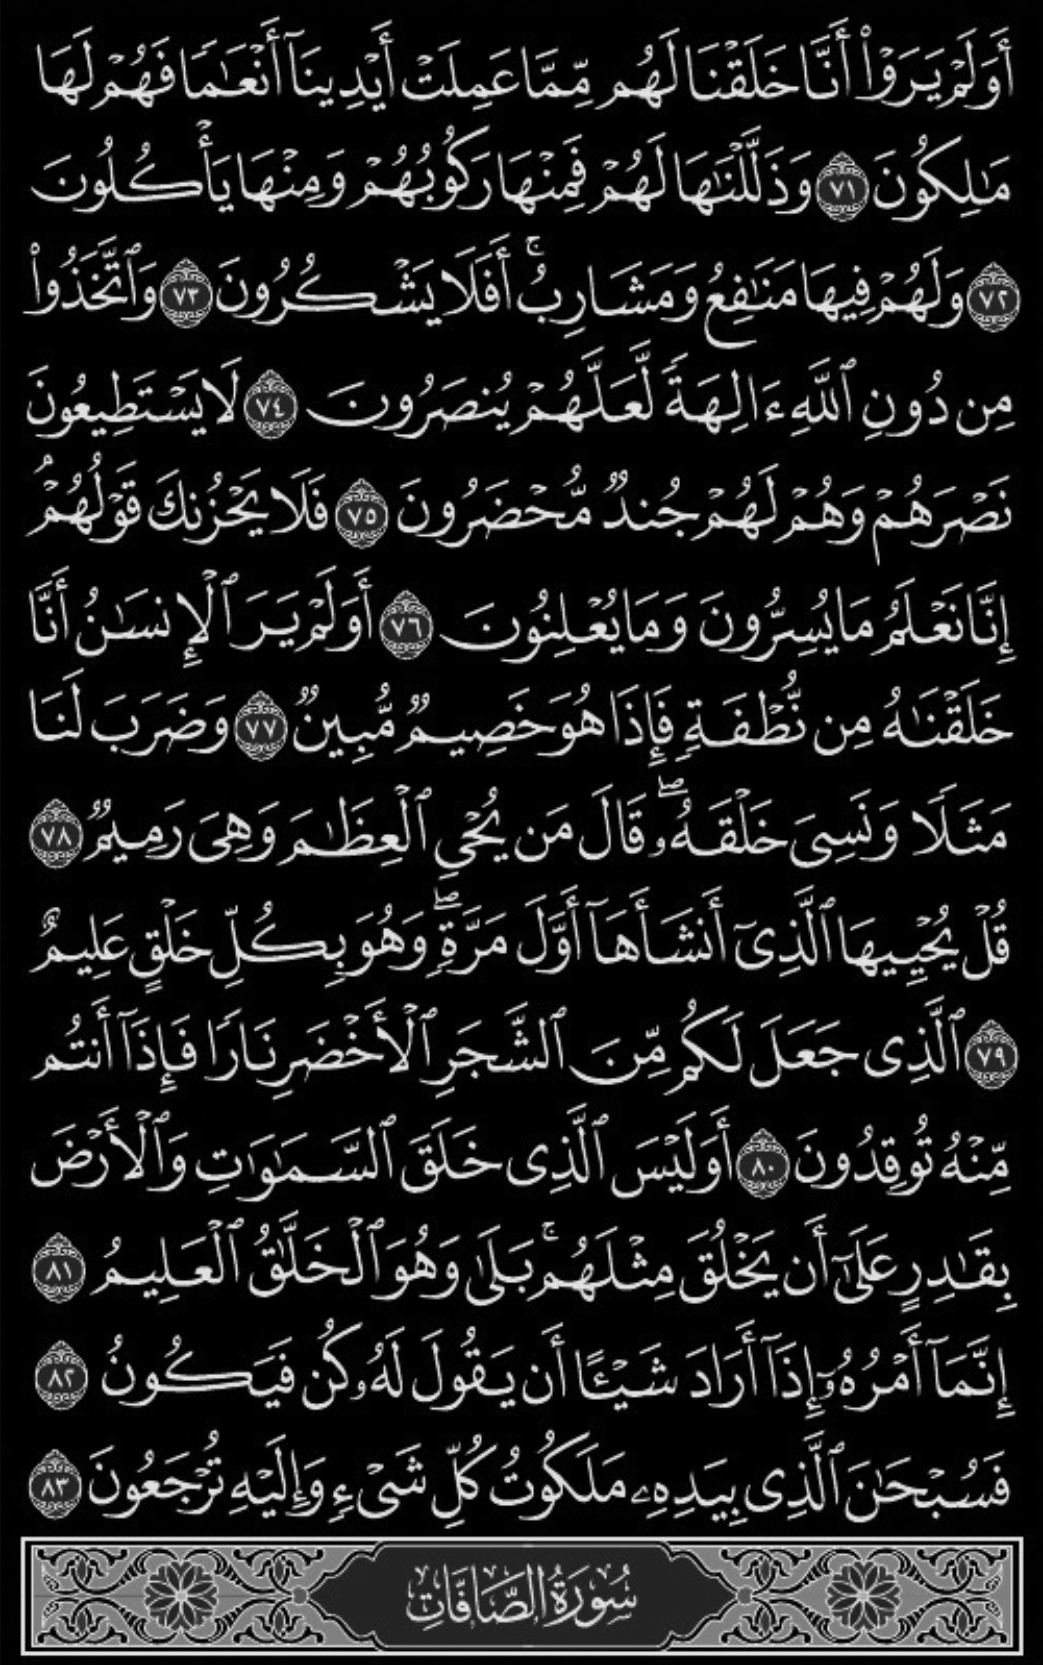 أَوَلَمْ يَرَوْا۟ أَنَّا خَلَقْنَا لَهُم مِّمَّا عَمِلَتْ أَيْدِينَآ أَنْعَـٰمًا فَهُمْ لَهَا
مَـٰلِكُونَ ٧١ وَذَلَّلْنَـٰهَا لَهُمْ فَمِنْهَا رَكُوبُهُمْ وَمِنْهَا يَأْكُلُونَ
٧٢ وَلَهُمْ فِيهَا مَنَـٰفِعُ وَمَشَارِبُ ۚ أَفَلَا يَشْكُرُونَ ٧٣ وَٱتَّخَذُوا۟
مِن دُونِ ٱللَّهِ ءَالِهَةً لَّعَلَّهُمْ يُنصَرُونَ ٧٤ لَا يَسْتَطِيعُونَ
نَصْرَهُمْ وَهُمْ لَهُمْ جُندٌ مُّحْضَرُونَ ٧٥ فَلَا يَحْزُنكَ قَوْلُهُمْ ۘ
إِنَّا نَعْلَمُ مَا يُسِرُّونَ وَمَا يُعْلِنُونَ ٧٦ أَوَلَمْ يَرَ ٱلْإِنسَـٰنُ أَنَّا
خَلَقْنَـٰهُ مِن نُّطْفَةٍ فَإِذَا هُوَ خَصِيمٌ مُّبِينٌ ٧٧ وَضَرَبَ لَنَا
مَثَلًا وَنَسِىَ خَلْقَهُۥ ۖ قَالَ مَن يُحْىِ ٱلْعِظَـٰمَ وَهِىَ رَمِيمٌ ٧٨
قُلْ يُحْيِيهَا ٱلَّذِىٓ أَنشَأَهَآ أَوَّلَ مَرَّةٍ ۖ وَهُوَ بِكُلِّ خَلْقٍ عَلِيمٌ
٧٩ ٱلَّذِى جَعَلَ لَكُم مِّنَ ٱلشَّجَرِ ٱلْأَخْضَرِ نَارًا فَإِذَآ أَنتُم
مِّنْهُ تُوقِدُونَ ٨٠ أَوَلَيْسَ ٱلَّذِى خَلَقَ ٱلسَّمَـٰوَٰتِ وَٱلْأَرْضَ
بِقَـٰدِرٍ عَلَىٰٓ أَن يَخْلُقَ مِثْلَهُم ۚ بَلَىٰ وَهُوَ ٱلْخَلَّـٰقُ ٱلْعَلِيمُ ٨١
إِنَّمَآ أَمْرُهُۥٓ إِذَآ أَرَادَ شَيْـًٔا أَن يَقُولَ لَهُۥ كُن فَيَكُونُ ٨٢
فَسُبْحَـٰنَ ٱلَّذِى بِيَدِهِۦ مَلَكُوتُ كُلِّ شَىْءٍ وَإِلَيْهِ تُرْجَعُونَ ٨٣
سُورَةُ الصَّافَّاتِ